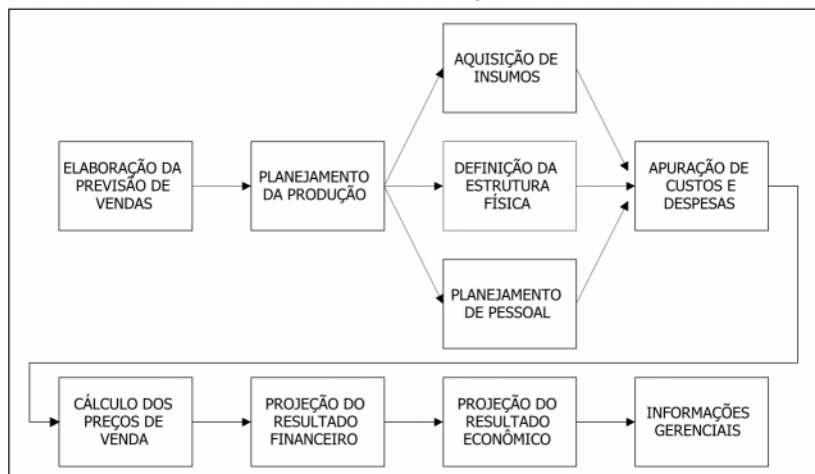 ELABORAÇÃO DA
PREVISÃO DE
VENDAS
PLANEJAMENTO
DA PRODUÇÃO
AQUISIÇÃO DE
INSUMOS
DEFINIÇÃO DA
ESTRUTURA
FÍSICA
PLANEJAMENTO
DE PESSOAL
APURAÇÃO DE
CUSTOS E
DESPESAS
CÁLCULO DOS
PREÇOS DE
VENDA
PROJEÇÃO DO
RESULTADO
FINANCEIRO
PROJEÇÃO DO
RESULTADO
ECONÔMICO
INFORMAÇÕES
GERENCIAIS